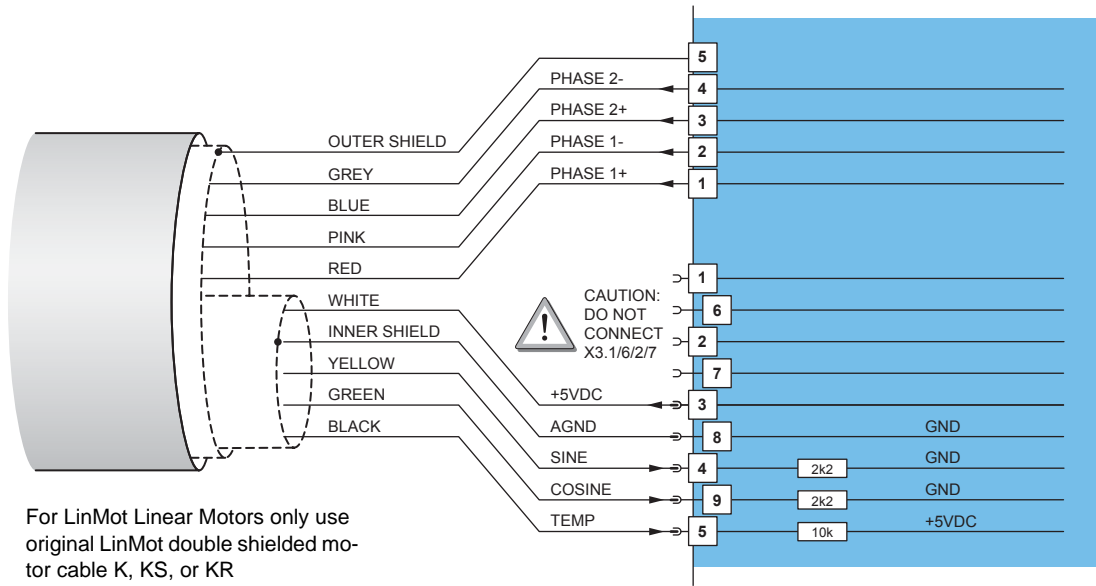 5
PHASE 2- 4
PHASE 2+ 3
OUTER SHIELD PHASE 1- 2
GREY PHASE 1+ 1
BLUE
PINK
RED 1
WHITE CAUTION: 6
INNER SHIELD DO NOT
CONNECT 2
YELLOW X3.1/6/2/7 7
GREEN +5VDC 3
BLACK AGND 8 GND
SINE 4 2k2 GND
COSINE 9 2k2 GND
TEMP 5 10k +5VDC
For LinMot Linear Motors only use
original LinMot double shielded mo-
tor cable K, KS, or KR